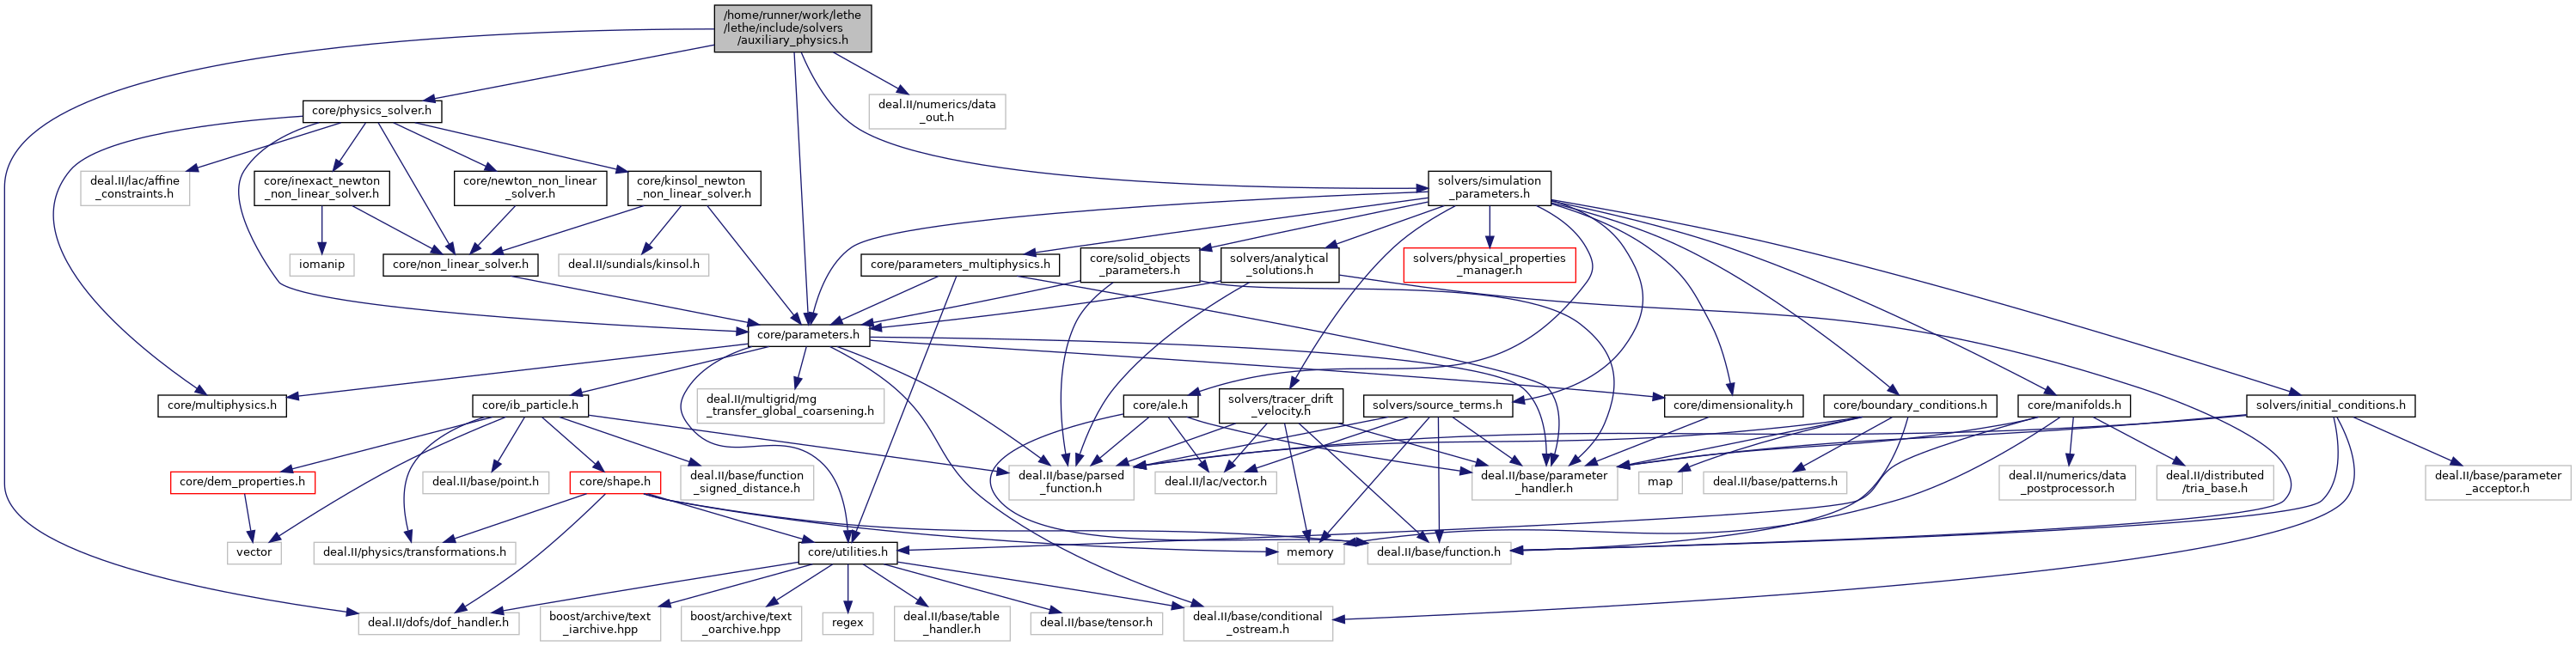 /home/runner/work/lethe
/lethe/include/solvers
/auxiliary_physics.h
core/physics_solver.h
deal.II/numerics/data
_out.h
deal.II/lac/affine
_constraints.h
core/inexact_newton
_non_linear_solver.h
core/newton_non_linear
_solver.h
core/kinsol_newton
_non_linear_solver.h
solvers/simulation
_parameters.h
iomanip
core/non_linear_solver.h
deal.II/sundials/kinsol.h
core/parameters_multiphysics.h
core/solid_objects
_parameters.h
solvers/analytical
_solutions.h
solvers/physical_properties
_manager.h
core/parameters.h
core/multiphysics.h
core/ib_particle.h
deal.II/multigrid/mg
_transfer_global_coarsening.h
core/ale.h
solvers/tracer_drift
_velocity.h
solvers/source_terms.h
core/dimensionality.h
core/boundary_conditions.h
core/manifolds.h
solvers/initial_conditions.h
core/dem_properties.h
deal.II/base/point.h
core/shape.h
deal.II/base/function
_signed_distance.h
deal.II/base/parsed
_function.h
deal.II/lac/vector.h
deal.II/base/parameter
_handler.h
map
deal.II/base/patterns.h
deal.II/numerics/data
_postprocessor.h
deal.II/distributed
/tria_base.h
deal.II/base/parameter
_acceptor.h
vector
deal.II/physics/transformations.h
core/utilities.h
memory
deal.II/base/function.h
deal.II/dofs/dof_handler.h
boost/archive/text
_iarchive.hpp
boost/archive/text
_oarchive.hpp
regex
deal.II/base/table
_handler.h
deal.II/base/tensor.h
deal.II/base/conditional
_ostream.h